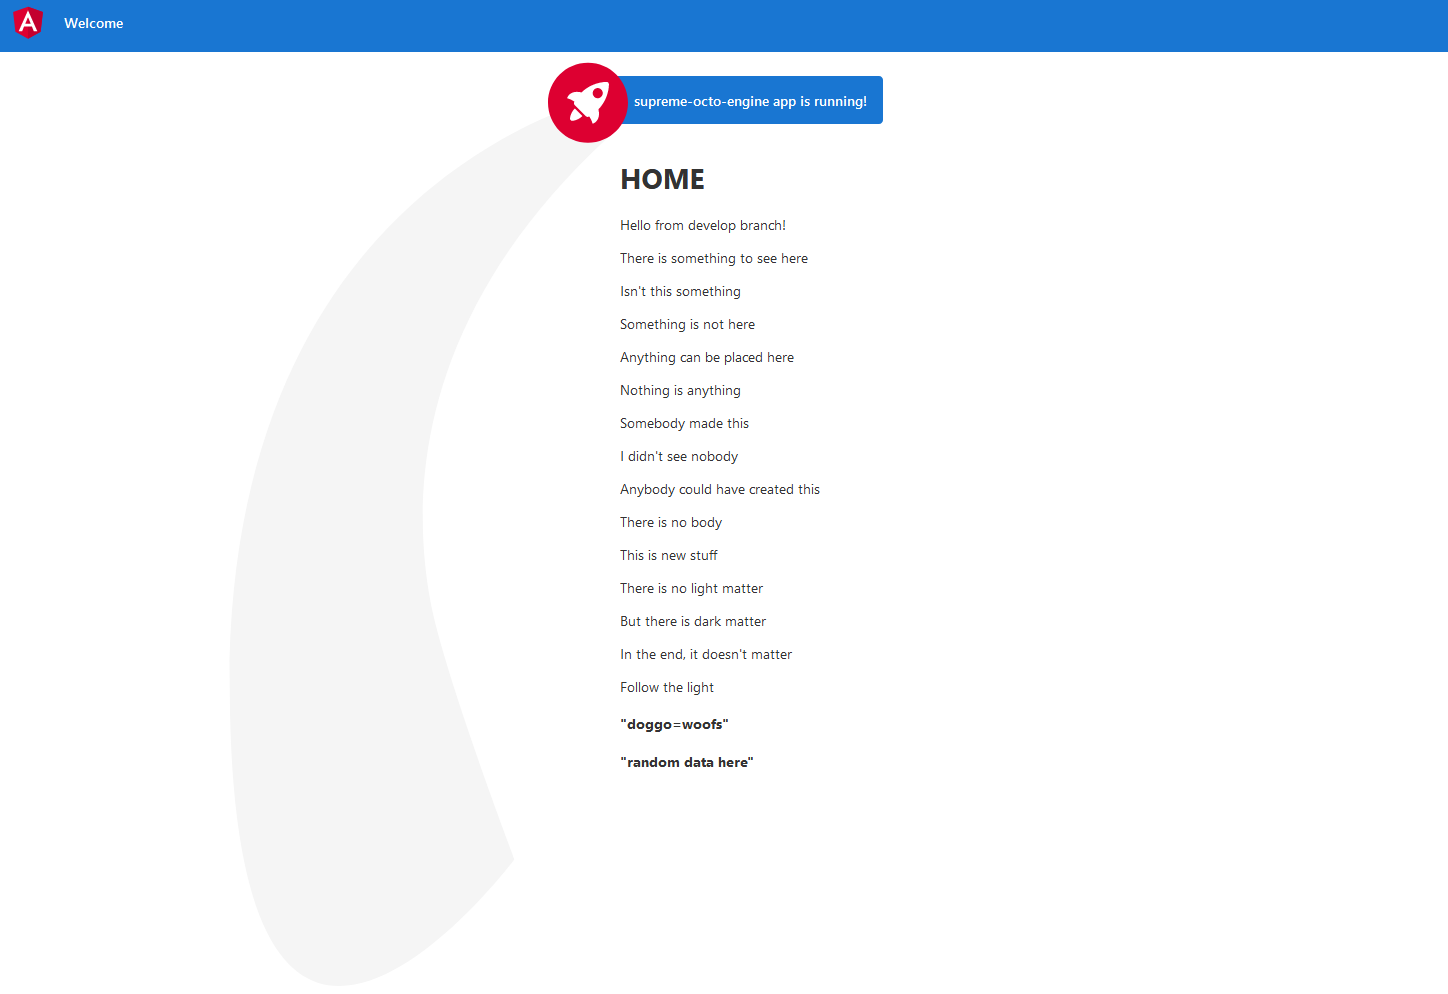 A
Welcome
supreme-octo-engine app is running!
HOME
Hello from develop branch!
There is something to see here
Isn't this something
Something is not here
Anything can be placed here
Nothing is anything
Somebody made this
I didn't see nobody
Anybody could have created this
There is no body
This is new stuff
There is no light matter
But there is dark matter
In the end, it doesn't matter
Follow the light
"doggo=woofs"
"random data here"